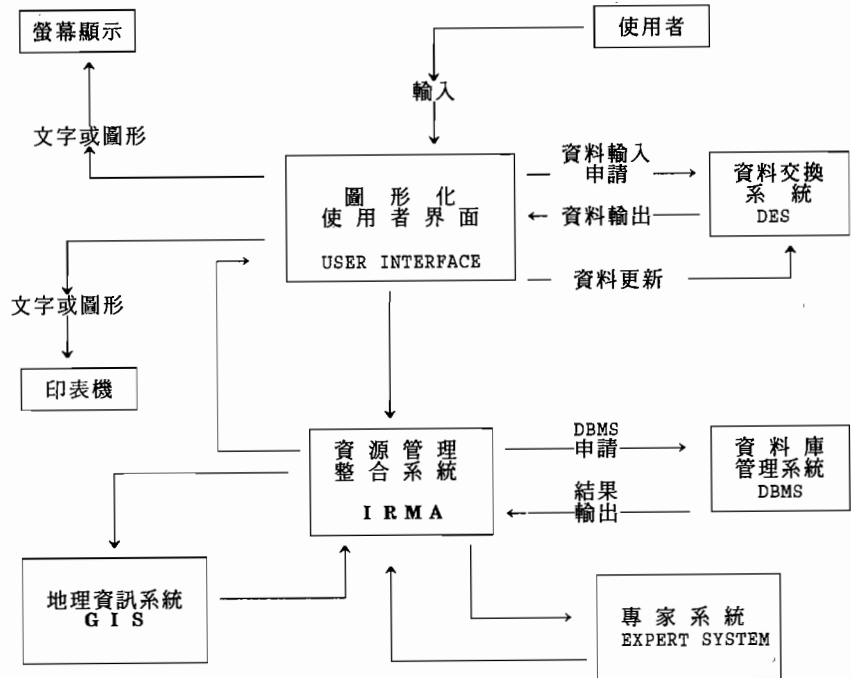 螢幕顯示
使用者
輸入
文字或圖形
圖形化
使用者界面
USER INTERFACE
資料輸入
申請
資料輸出
資料更新
資料交換
系統
DES
文字或圖形
印表機
資源管理
整合系統
IRMA
DBMS
申請
結果
輸出
資料庫
管理系統
DBMS
地理資訊系統
GIS
專家系統
EXPERT SYSTEM